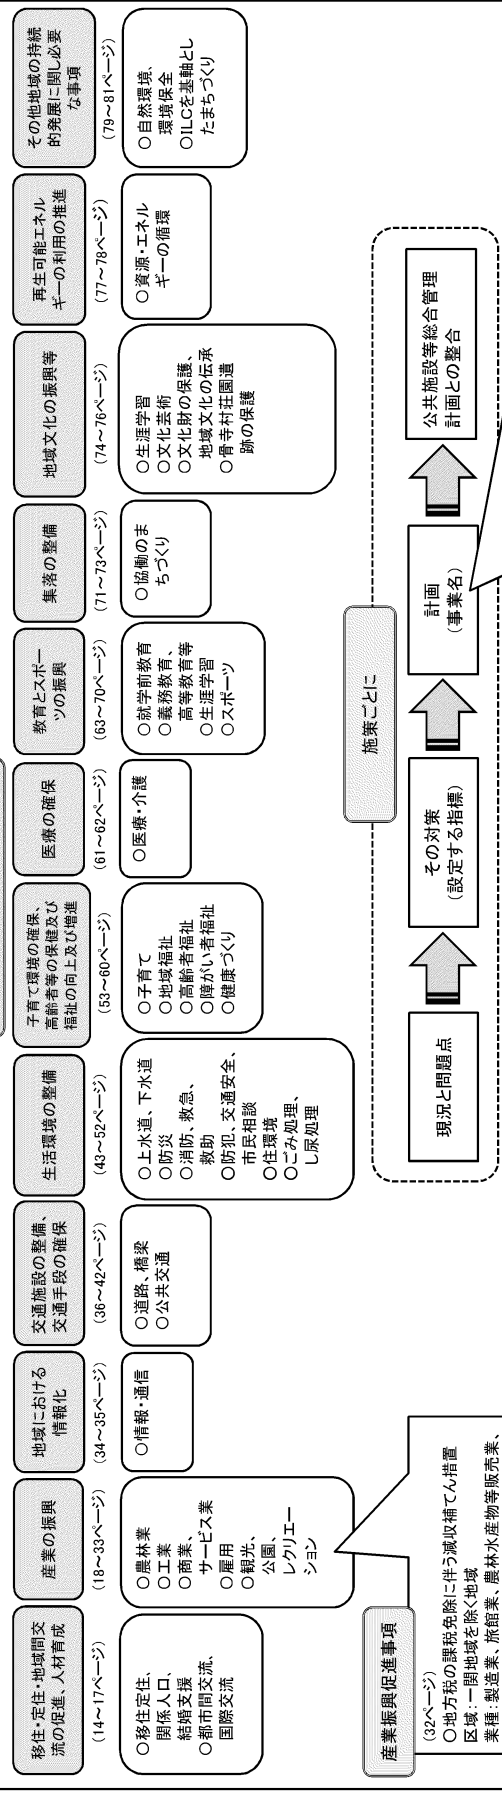 移住・定住・地域間交
流の促進、人材育成
(14～17ページ)
○移住定住、
関係人口、
結婚支援
○都市間交流、
国際交流
産業の振興
(18～33ページ)
○農林業
○工業
○商業、
サービス業
○雇用
○観光、
公園、
レクリエー
ション
地域における
情報化
(34～35ページ)
○情報・通信
交通施設の整備、
交通手段の確保
(36～42ページ)
○道路、橋梁
○公共交通
生活環境の整備
(43～52ページ)
○上水道、下水道
○防災
○消防、救急、
救助
○防犯、交通安全、
市民相談
○住環境
○ごみ処理、
し尿処理
子育て環境の確保、
高齢者等の保健及び
福祉の向上及び増進
(53～60ページ)
○子育て
○地域福祉
○高齢者福祉
○障がい者福祉
○健康づくり
医療の確保
(61～62ページ)
○医療・介護
教育とスポー
ツの振興
(63～70ページ)
○就学前教育
○義務教育、
高等教育等
○生涯学習
○スポーツ
集落の整備
(71～73ページ)
○協働のま
ちづくり
地域文化の振興等
(74～76ページ)
○生涯学習
○文化芸術
○文化財の保護、
地域文化の伝承
○骨寺村荘園遺
跡の保護
再生可能エネル
ギーの利用の推進
(77～78ページ)
○資源・エネル
ギーの循環
その他地域の持続
的発展に関し必要
な事項
(79～81ページ)
○自然環境、
環境保全
○ILCを基軸とし
たまちづくり
産業振興促進事項
(32ページ)
○地方税の課税免除に伴う減収補てん措置
区域：一関地域を除く地域
業種：製造業、旅館業、農林水産物等販売業、
施策ごとに
現況と問題点
その対策
(設定する指標)
計画
(事業名)
公共施設等総合管理
計画との整合